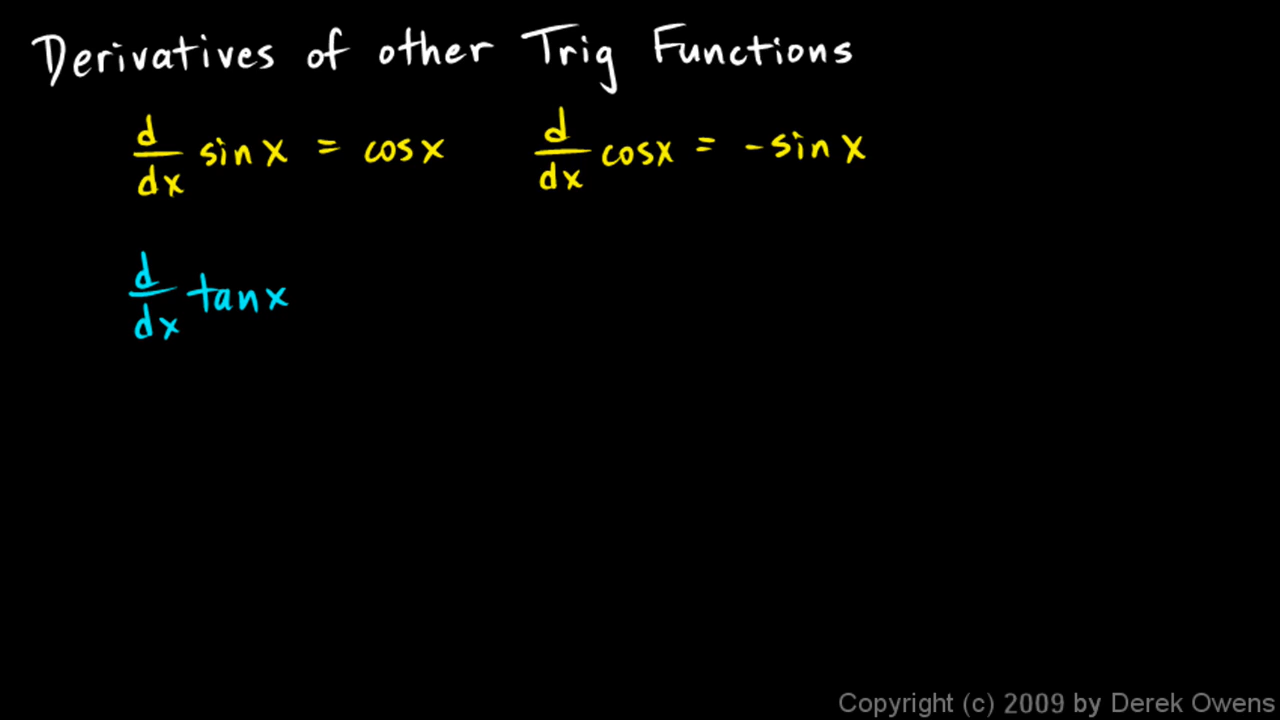 Derivatives of other Trig Functions
d/dx sin x = cos x    d/dx cos x = - sin x
d/dx tan x
Copyright (c) 2009 by Derek Owens